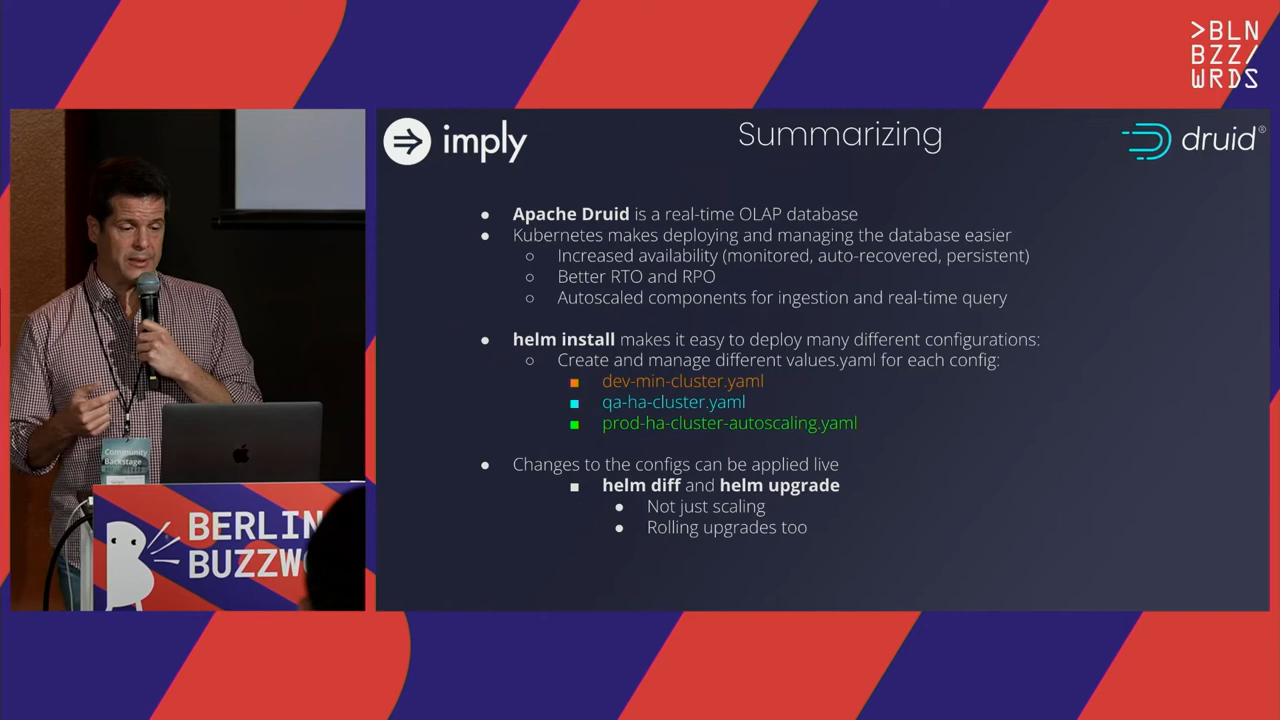 >BLN
BZZ/
WRDS
imply
Summarizing
druid®
● Apache Druid is a real-time OLAP database
● Kubernetes makes deploying and managing the database easier
○ Increased availability (monitored, auto-recovered, persistent)
○ Better RTO and RPO
○ Autoscaled components for ingestion and real-time query
● helm install makes it easy to deploy many different configurations:
○ Create and manage different values.yaml for each config:
■ dev-min-cluster.yaml
■ qa-ha-cluster.yaml
■ prod-ha-cluster-autoscaling.yaml
● Changes to the configs can be applied live
■ helm diff and helm upgrade
● Not just scaling
● Rolling upgrades too
Community
Backstage
BERLIN
BUZZW